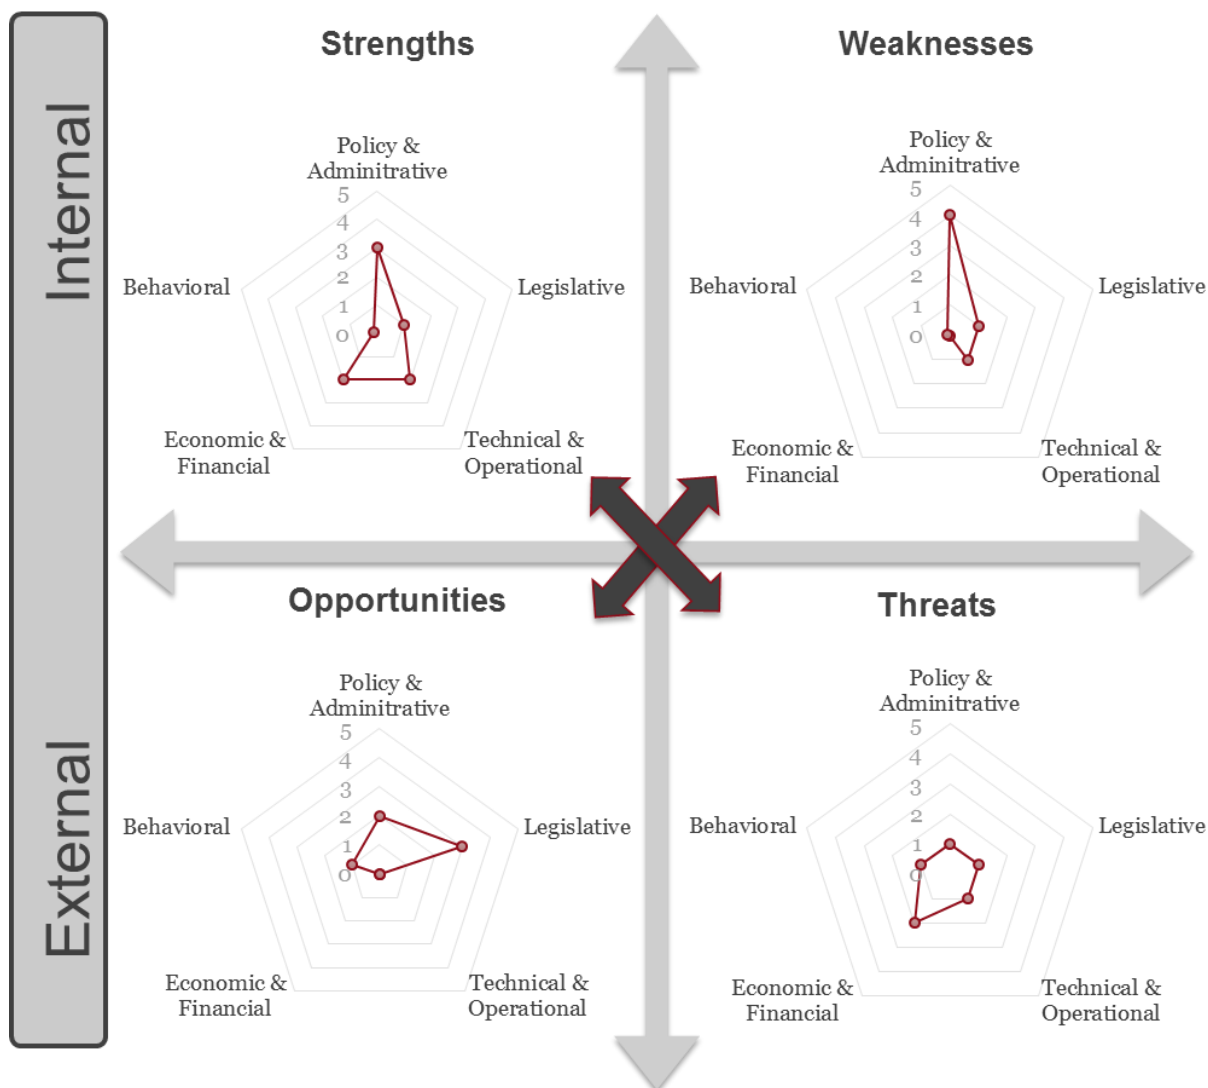 Internal
Strengths
Policy &
Adminitrative
5
4
3
2
1
0
Behavioral
Legislative
Economic &
Financial
Technical &
Operational
Weaknesses
Policy &
Adminitrative
5
4
3
2
1
0
Behavioral
Legislative
Economic &
Financial
Technical &
Operational
External
Opportunities
Policy &
Adminitrative
5
4
3
2
1
0
Behavioral
Legislative
Economic &
Financial
Technical &
Operational
Threats
Policy &
Adminitrative
5
4
3
2
1
0
Behavioral
Legislative
Economic &
Financial
Technical &
Operational